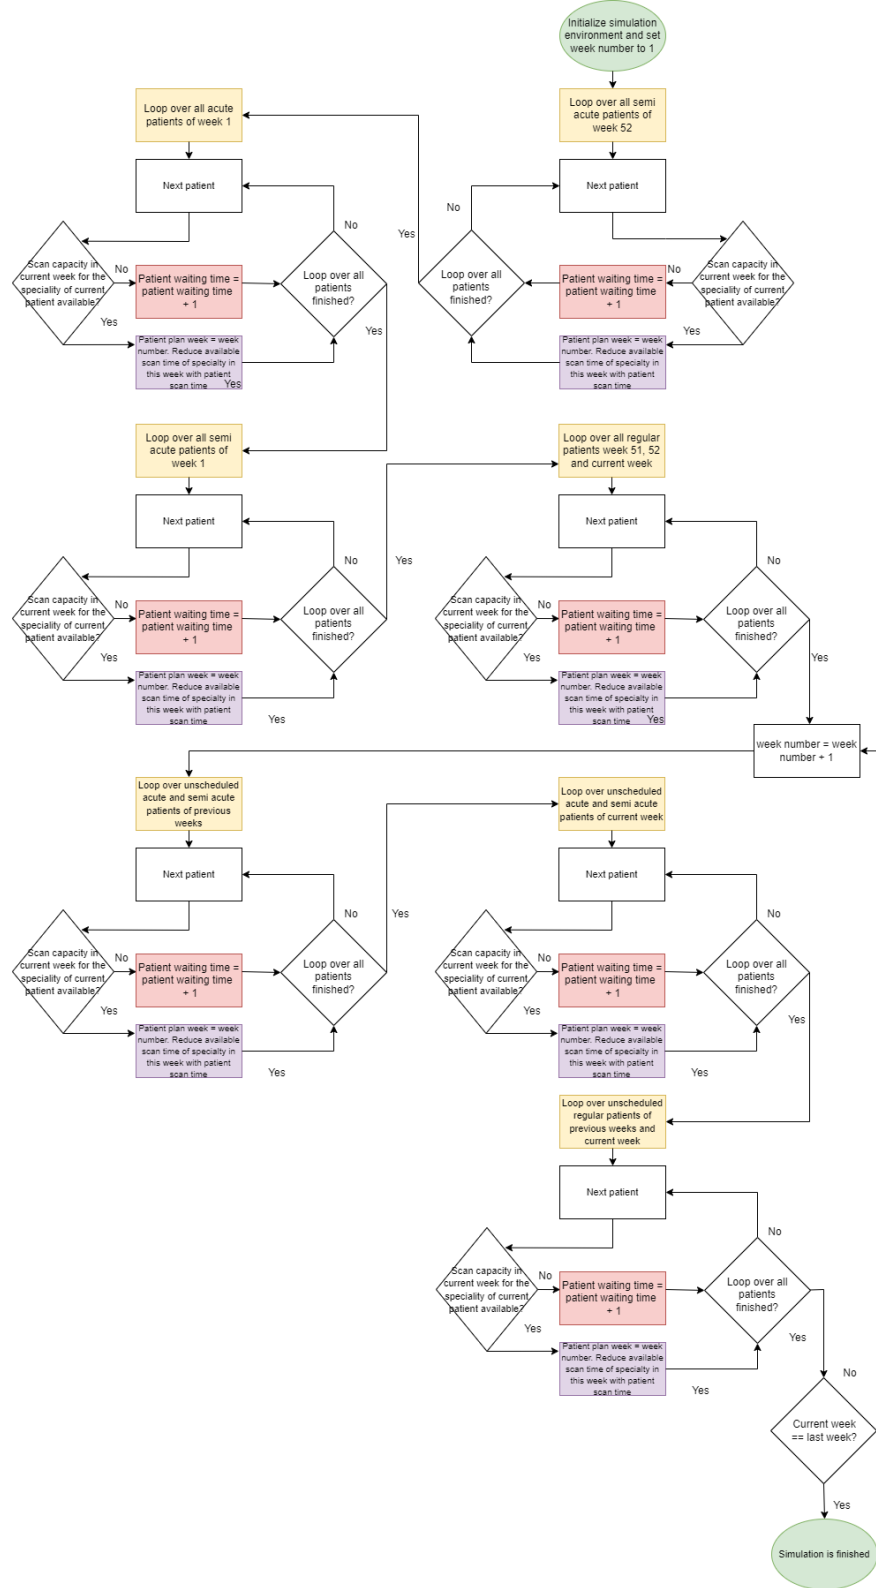 Initialize simulation
environment and set
week number to 1
Loop over all semi
acute patients of
week 52
Next patient
No
Scan capacity in
current week for the
speciality of current
patient available?
No
Patient waiting time =
patient waiting time
+ 1
Yes
Patient plan week = week
number. Reduce available
scan time of specialty in
this week with patient
scan time
Loop over all
patients
finished?
Yes
Loop over all acute
patients of week 1
Next patient
No
Scan capacity in
current week for the
speciality of current
patient available?
No
Patient waiting time =
patient waiting time
+ 1
Yes
Patient plan week = week
number. Reduce available
scan time of specialty in
this week with patient
scan time
Yes
Loop over all
patients
finished?
Yes
Loop over all semi
acute patients of
week 1
Next patient
No
Scan capacity in
current week for the
speciality of current
patient available?
No
Patient waiting time =
patient waiting time
+ 1
Yes
Patient plan week = week
number. Reduce available
scan time of specialty in
this week with patient
scan time
Yes
Loop over all
patients
finished?
Yes
Loop over all regular
patients week 51, 52
and current week
Next patient
No
Scan capacity in
current week for the
speciality of current
patient available?
No
Patient waiting time =
patient waiting time
+ 1
Yes
Patient plan week = week
number. Reduce available
scan time of specialty in
this week with patient
scan time
Yes
Loop over all
patients
finished?
Yes
week number = week
number + 1
Loop over unscheduled
acute and semi acute
patients of previous
weeks
Next patient
No
Scan capacity in
current week for the
speciality of current
patient available?
No
Patient waiting time =
patient waiting time
+ 1
Yes
Patient plan week = week
number. Reduce available
scan time of specialty in
this week with patient
scan time
Yes
Loop over all
patients
finished?
Yes
Loop over unscheduled
acute and semi acute
patients of current week
Next patient
No
Scan capacity in
current week for the
speciality of current
patient available?
No
Patient waiting time =
patient waiting time
+ 1
Yes
Patient plan week = week
number. Reduce available
scan time of specialty in
this week with patient
scan time
Yes
Loop over all
patients
finished?
Yes
Loop over unscheduled
regular patients of
previous weeks and
current week
Next patient
No
Scan capacity in
current week for the
speciality of current
patient available?
No
Patient waiting time =
patient waiting time
+ 1
Yes
Patient plan week = week
number. Reduce available
scan time of specialty in
this week with patient
scan time
Yes
Loop over all
patients
finished?
Yes
No
Current week
== last week?
Yes
Simulation is finished